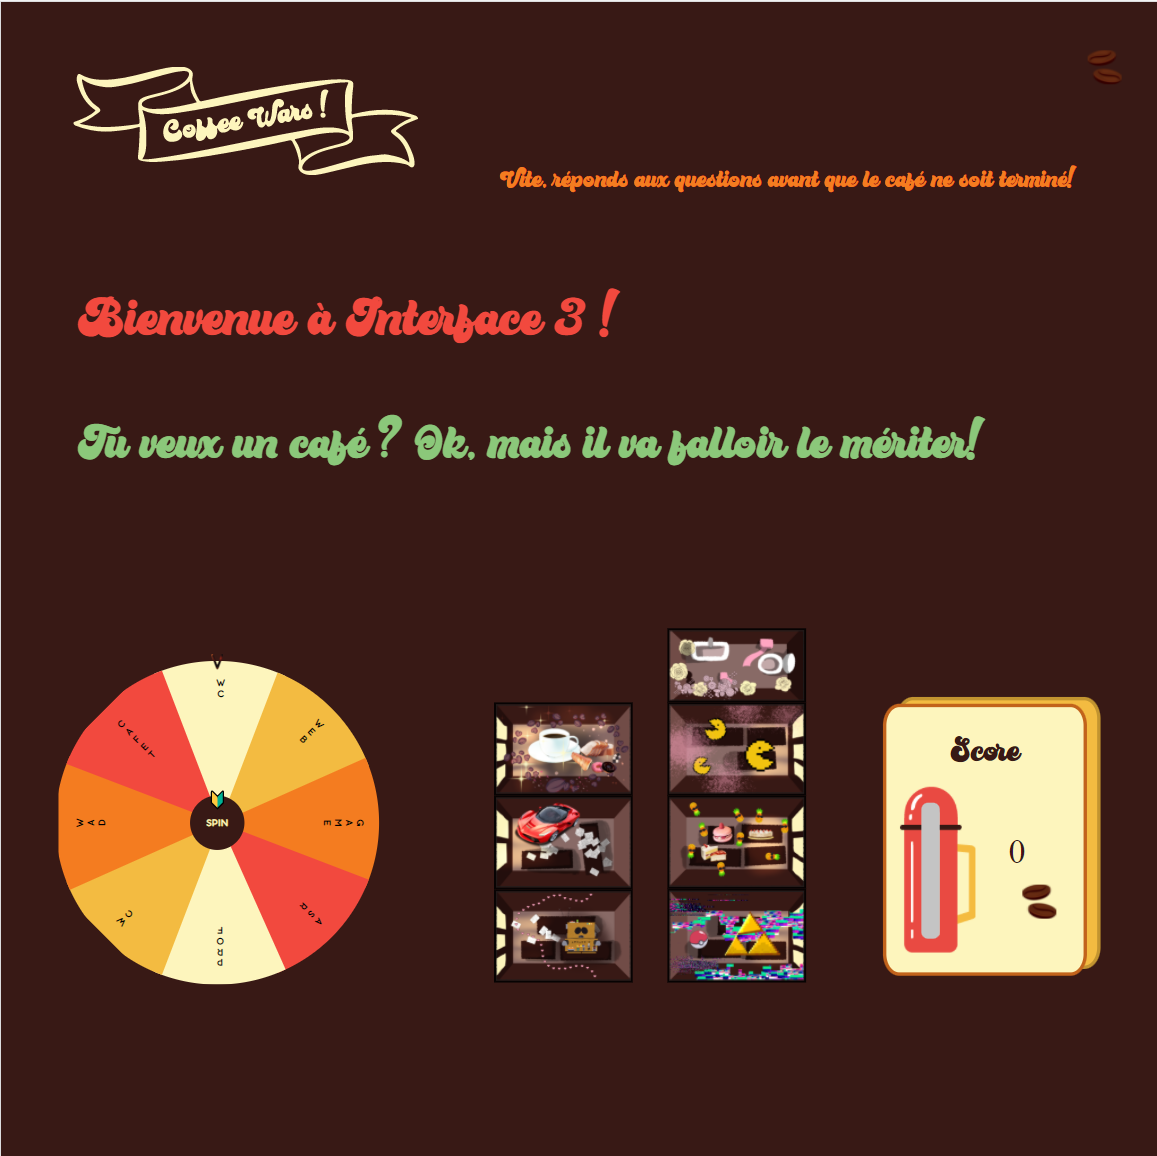 Coffee Wars !
Vite, réponds aux questions avant que le café ne soit terminé!
Bienvenue à Interface 3 !
Tu veux un café ? Ok, mais il va falloir le mériter!
WC
WEB
GAME
ASR
FORP
CW
WAD
CAFET
SPIN
Score
0